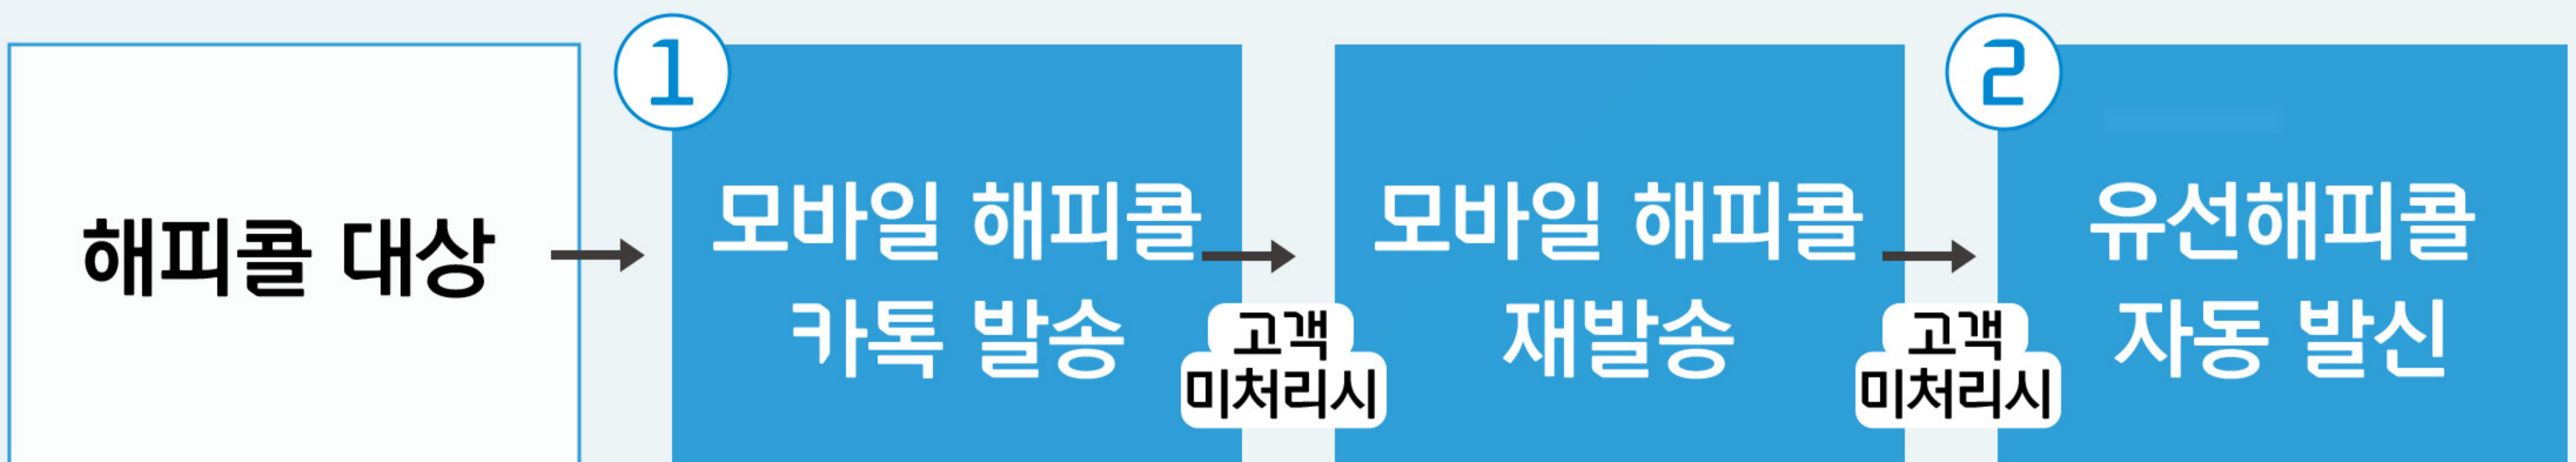 해피콜 대상
1
모바일 해피콜
카톡 발송
고객
미처리시
모바일 해피콜
재발송
고객
미처리시
2
유선해피콜
자동 발신